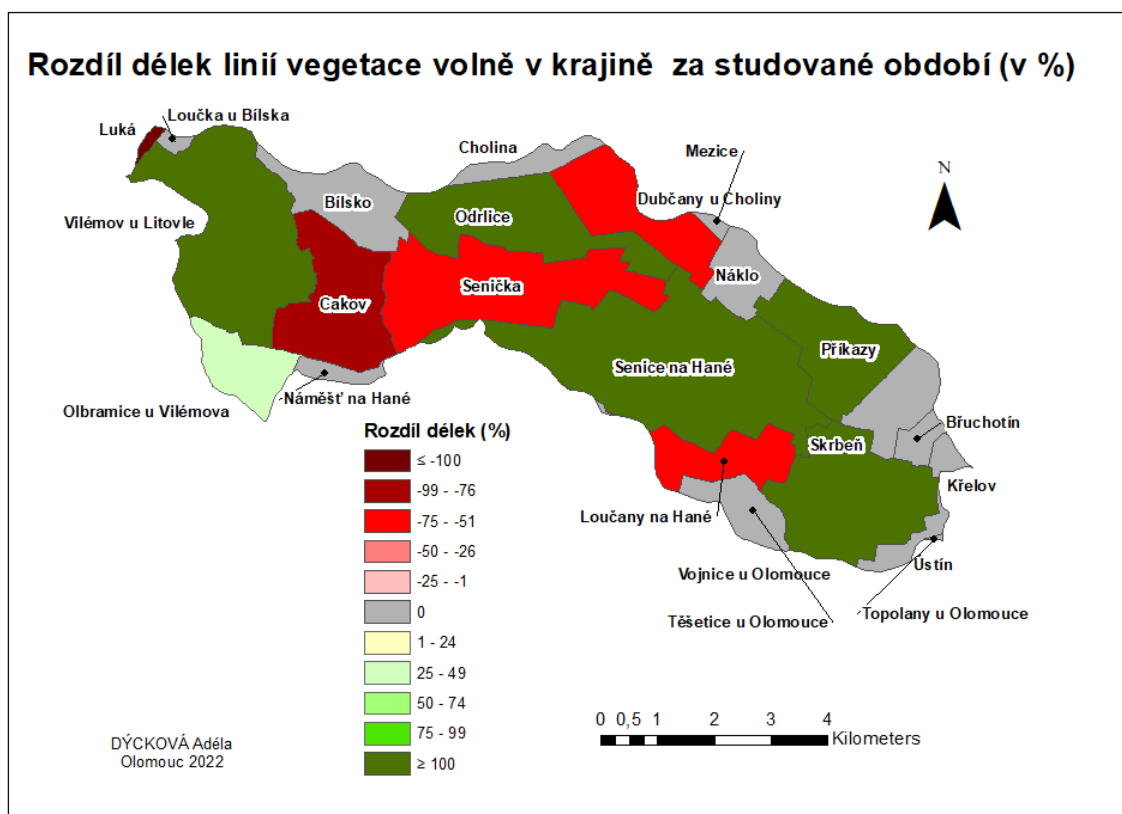 Rozdíl délek linií vegetace volně v krajině za studované období (v %)
Loučka u Bílska
Luká
Cholina
Mezice
N
Dubčany u Choliny
Bílsko
Odrlice
Vilémov u Litovle
Náklo
Senička
Cakov
Příkazy
Senice na Hané
Náměšť na Hané
Olbramice u Vilémova
Břuchotín
Skrbeň
Křelov
Loučany na Hané
Ústín
Vojnice u Olomouce
Topolany u Olomouce
Těšetice u Olomouce
Rozdíl délek (%)
≤ -100
-99 - -76
-75 - -51
-50 - -26
-25 - -1
0
1 - 24
25 - 49
50 - 74
75 - 99
≥ 100
0 0,5 1 2 3 4
Kilometers
DÝCKOVÁ Adéla
Olomouc 2022